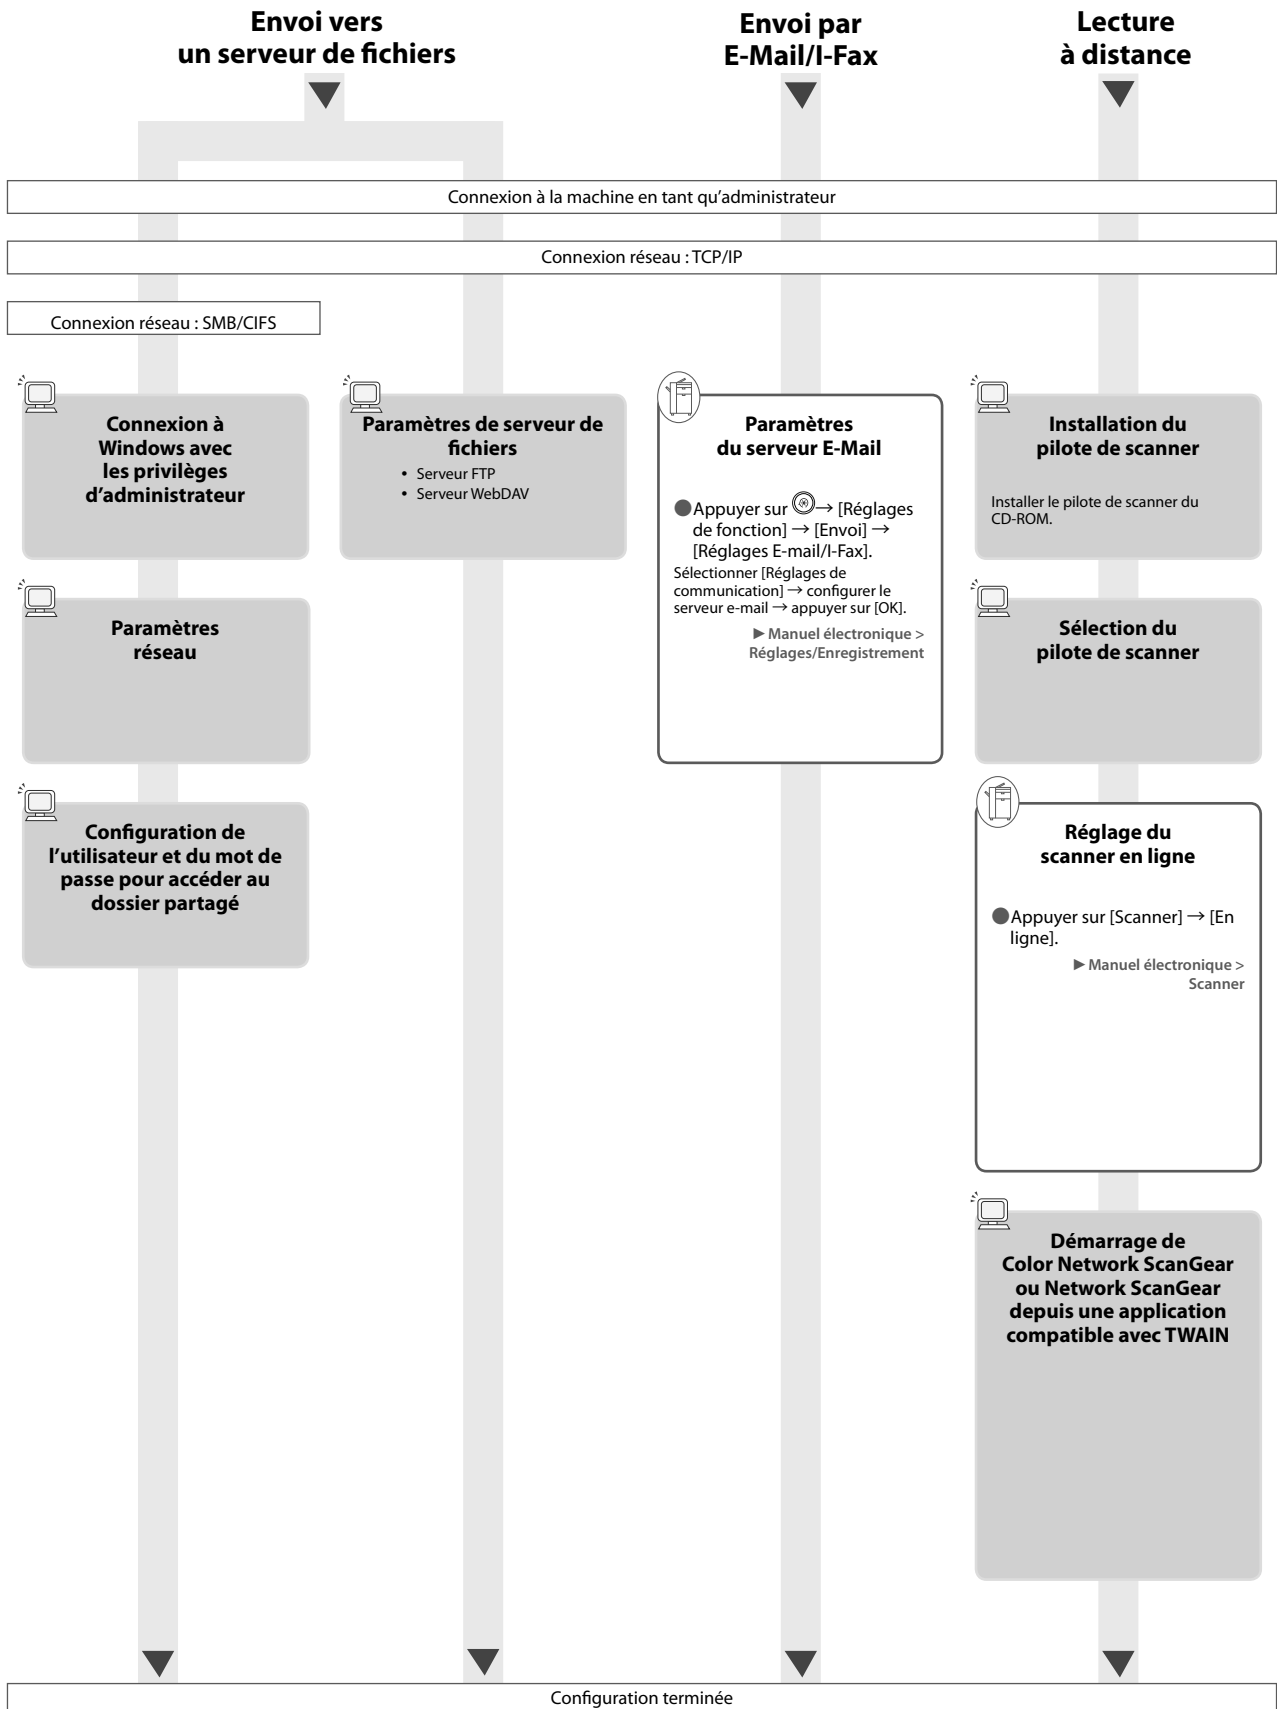 Envoi vers
un serveur de fichiers
Envoi par
E-Mail/I-Fax
Lecture
à distance
Connexion à la machine en tant qu'administrateur
Connexion réseau : TCP/IP
Connexion réseau : SMB/CIFS
Connexion à
Windows avec
les privilèges
d'administrateur
Paramètres
réseau
Configuration de
l'utilisateur et du mot de
passe pour accéder au
dossier partagé
Paramètres de serveur de
fichiers
• Serveur FTP
• Serveur WebDAV
Paramètres
du serveur E-Mail
● Appuyer sur → [Réglages
de fonction] → [Envoi] →
[Réglages E-mail/I-Fax].
Sélectionner [Réglages de
communication] → configurer le
serveur e-mail → appuyer sur [OK].
► Manuel électronique >
Réglages/Enregistrement
Installation du
pilote de scanner
Installer le pilote de scanner du
CD-ROM.
Sélection du
pilote de scanner
Réglage du
scanner en ligne
● Appuyer sur [Scanner] → [En
ligne].
► Manuel électronique >
Scanner
Démarrage de
Color Network ScanGear
ou Network ScanGear
depuis une application
compatible avec TWAIN
Configuration terminée